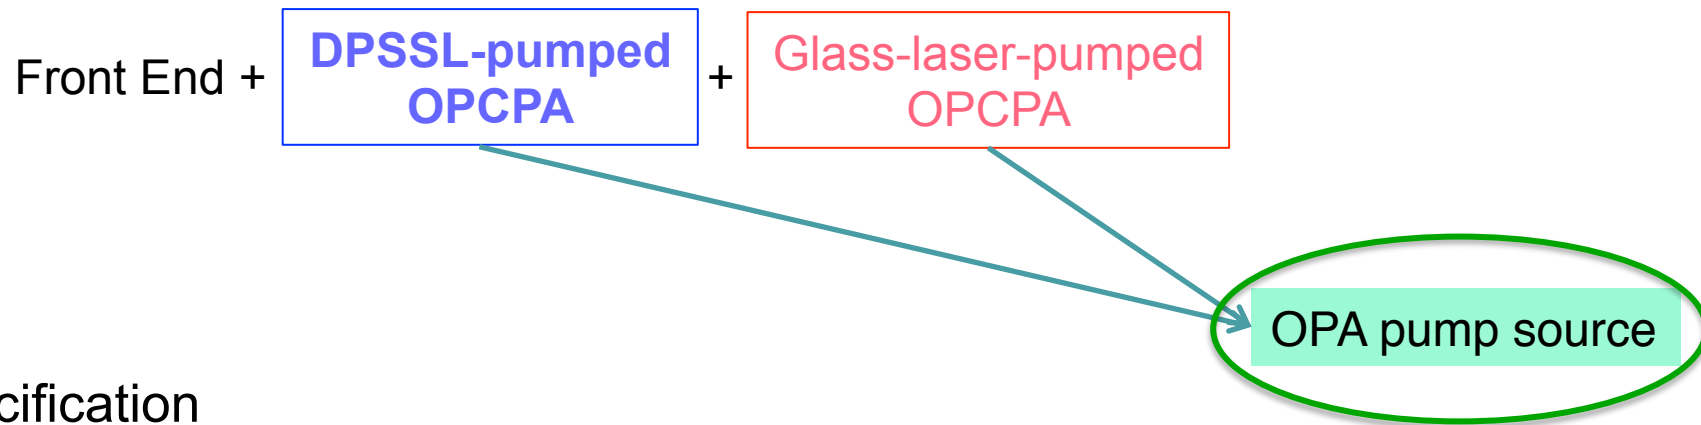 Front End +
DPSSL-pumped
OPCPA
+
Glass-laser-pumped
OPCPA
OPA pump source
cification